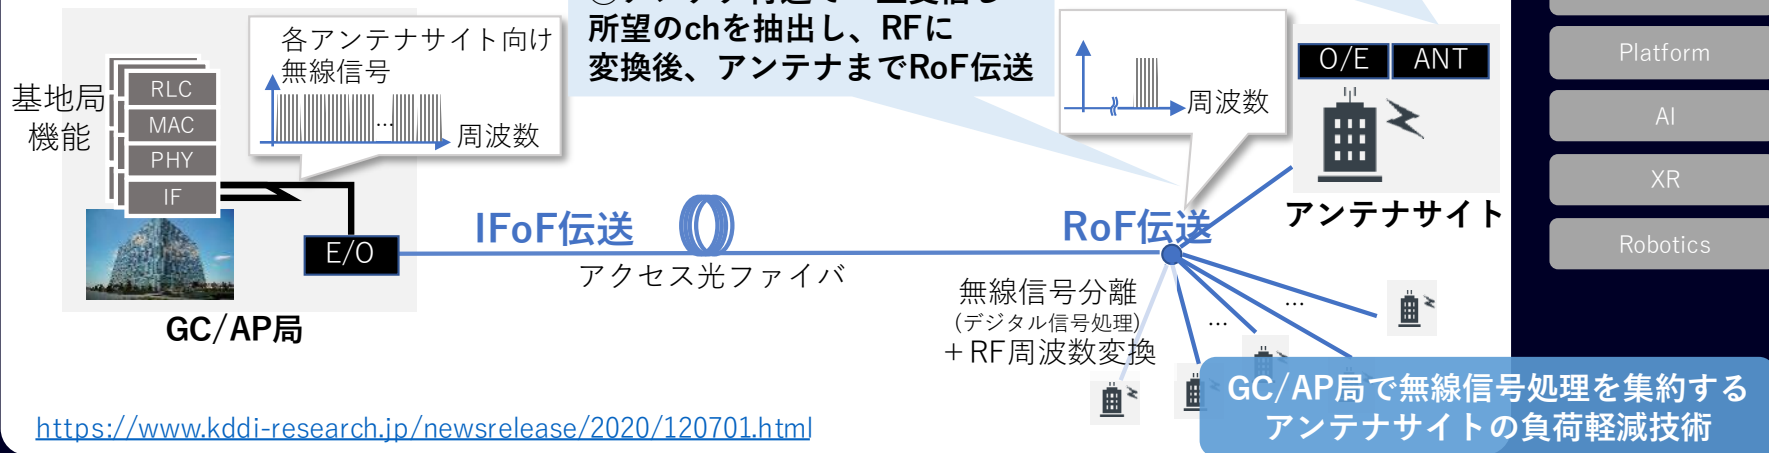 所望のchを抽出し、RFに
変換後、アンテナまでRoF伝送
各アンテナサイト向け
無線信号
...
周波数
基地局
機能
RLC
MAC
PHY
IF
E/O
GC/AP局
IFoF伝送
アクセス光ファイバ
RoF伝送
周波数
O/E
ANT
アンテナサイト
無線信号分離
(デジタル信号処理)
＋RF周波数変換
...
...
GC/AP局で無線信号処理を集約する
アンテナサイトの負荷軽減技術
https://www.kddi-research.jp/newsrelease/2020/120701.html
Platform
AI
XR
Robotics